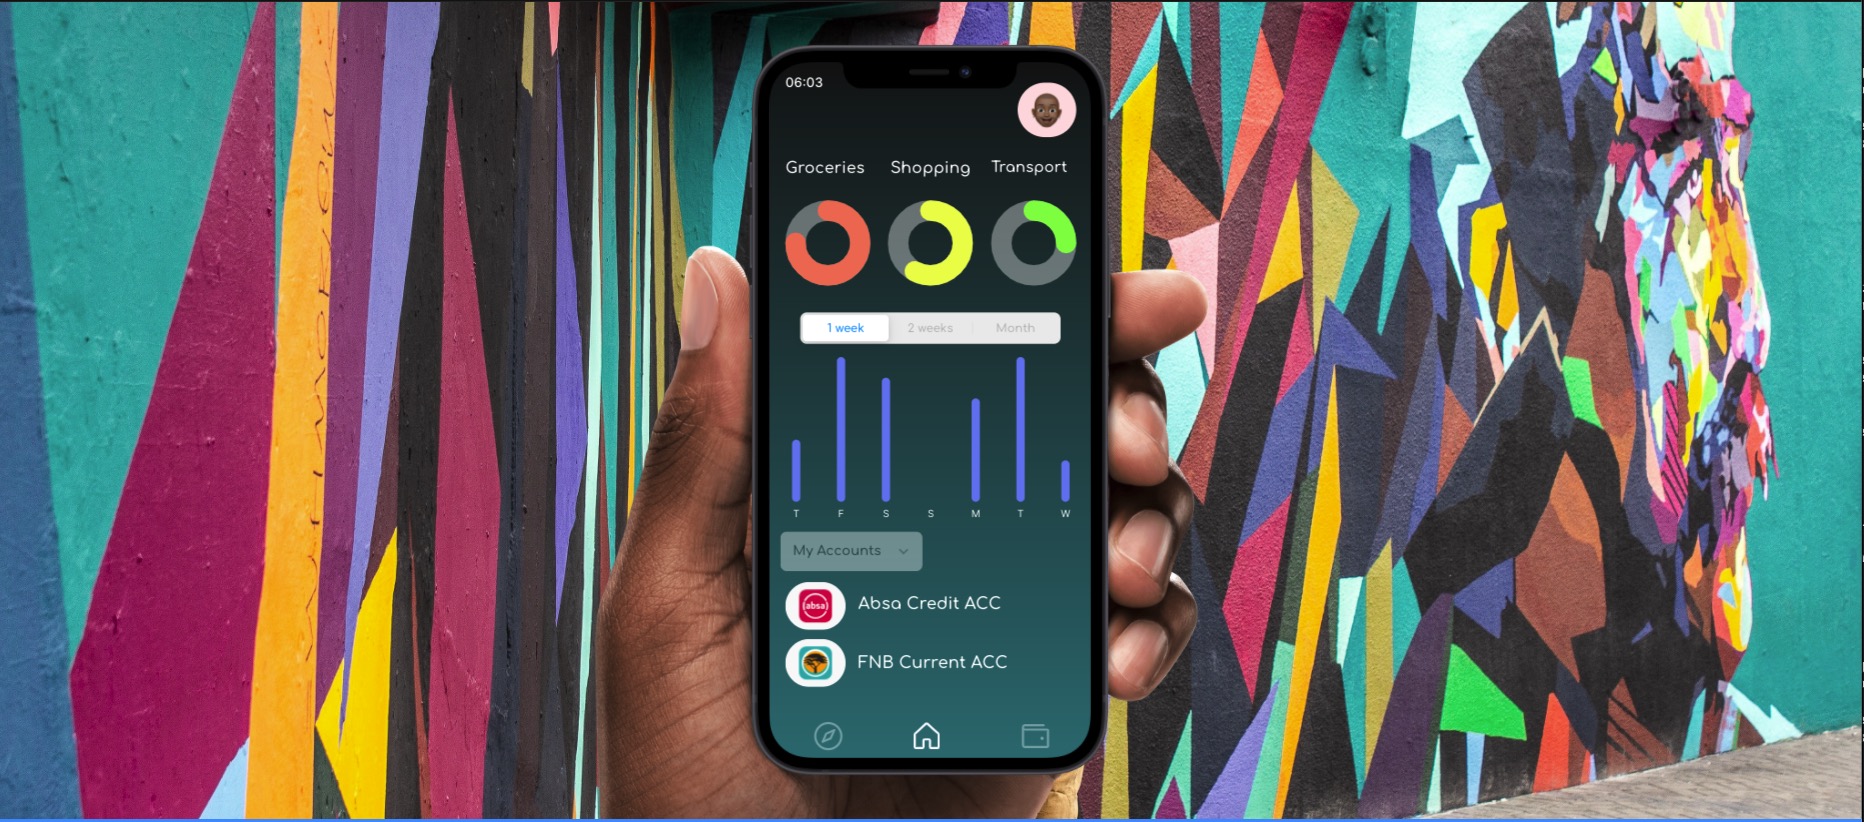 06:03
Groceries Shopping Transport
1 week 2 weeks Month
T F S S M T W
My Accounts
absa
Absa Credit ACC
FNB Current ACC